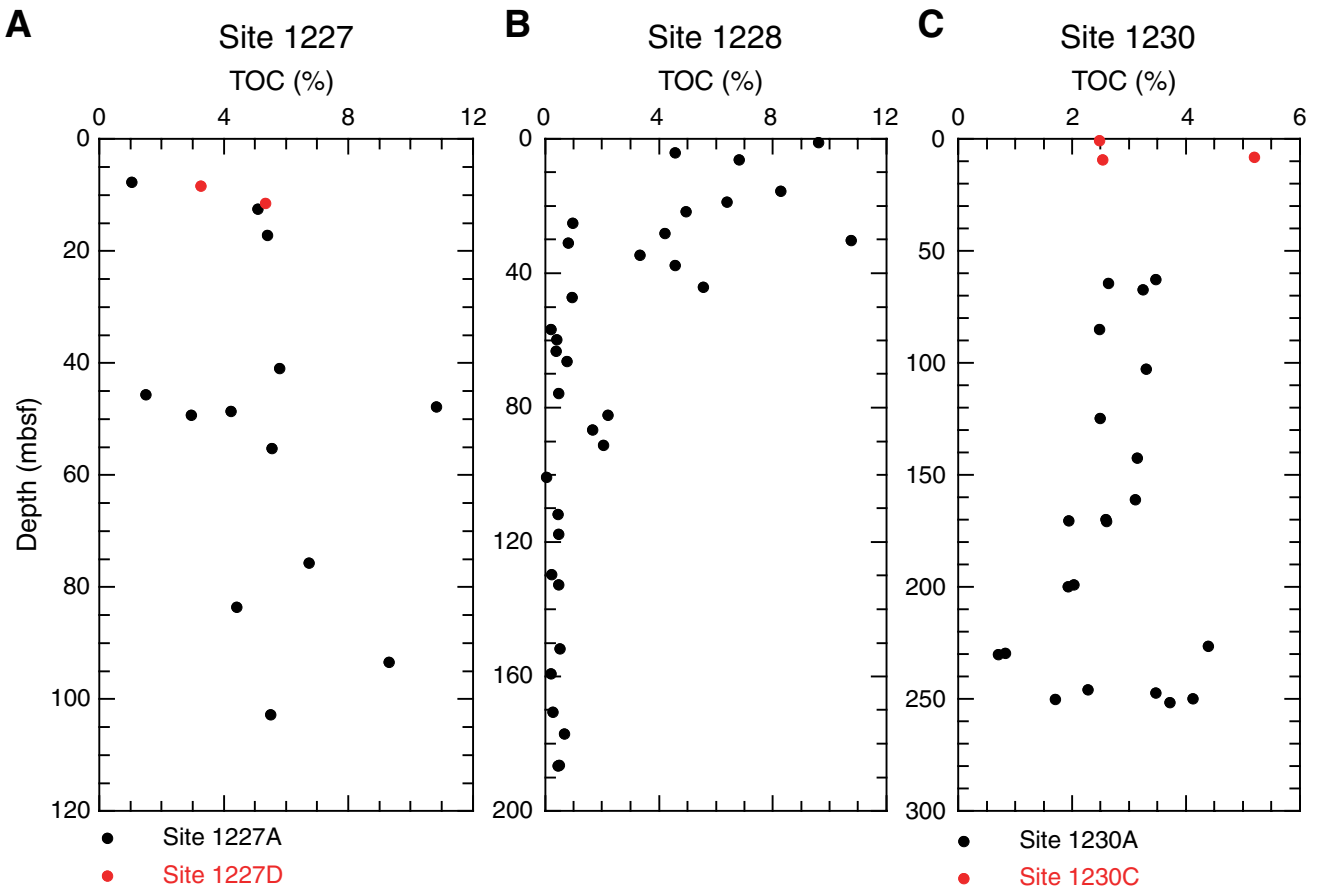 A
Site 1227
TOC (%)
0 4 8 12
0
20
40
60
80
100
120
Depth (mbsf)
Site 1227A
Site 1227D
B
Site 1228
TOC (%)
0 4 8 12
0
40
80
120
160
200
C
Site 1230
TOC (%)
0 2 4 6
0
50
100
150
200
250
300
Site 1230A
Site 1230C